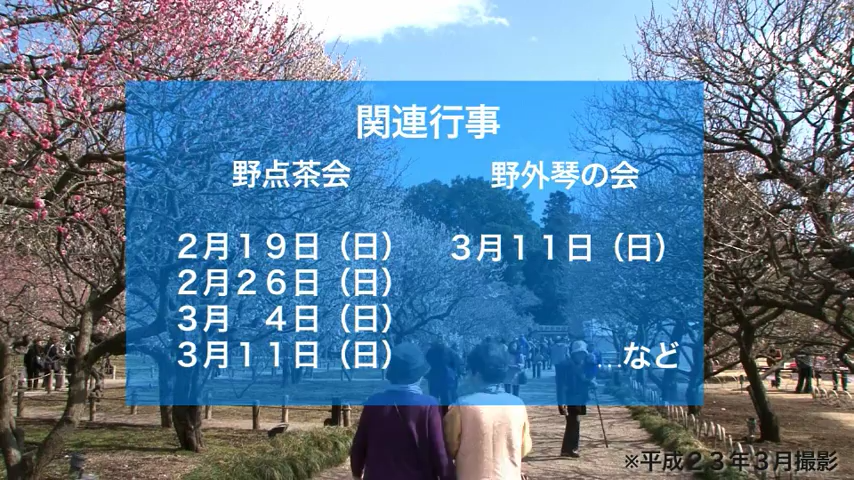 関連行事
野点茶会
２月１９日（日）
２月２６日（日）
３月　４日（日）
３月１１日（日）
野外琴の会
３月１１日（日）
…など
※平成２３年３月撮影